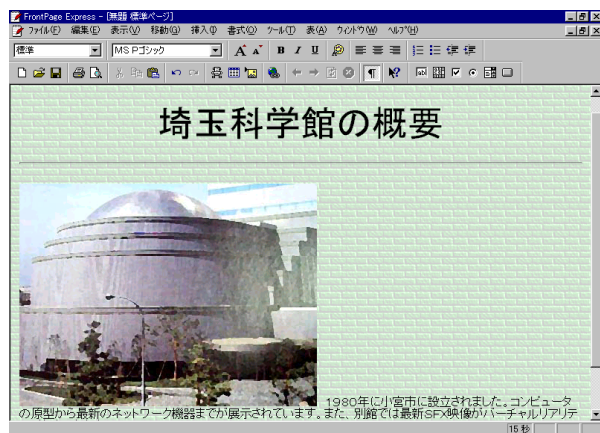 FrontPage Express - [無題 標準ページ]
ファイル(F) 編集(E) 表示(V) 移動(G) 挿入(I) 書式(O) ツール(T) 表(A) ウィンドウ(W) ヘルプ(H)
標準 MS Pゴシック
埼玉科学館の概要
1980年に小宮市に設立されました。コンピュータ
の原型から最新のネットワーク機器までが展示されています。また、別館では最新SFX映像がバーチャルリアリテ
15 秒